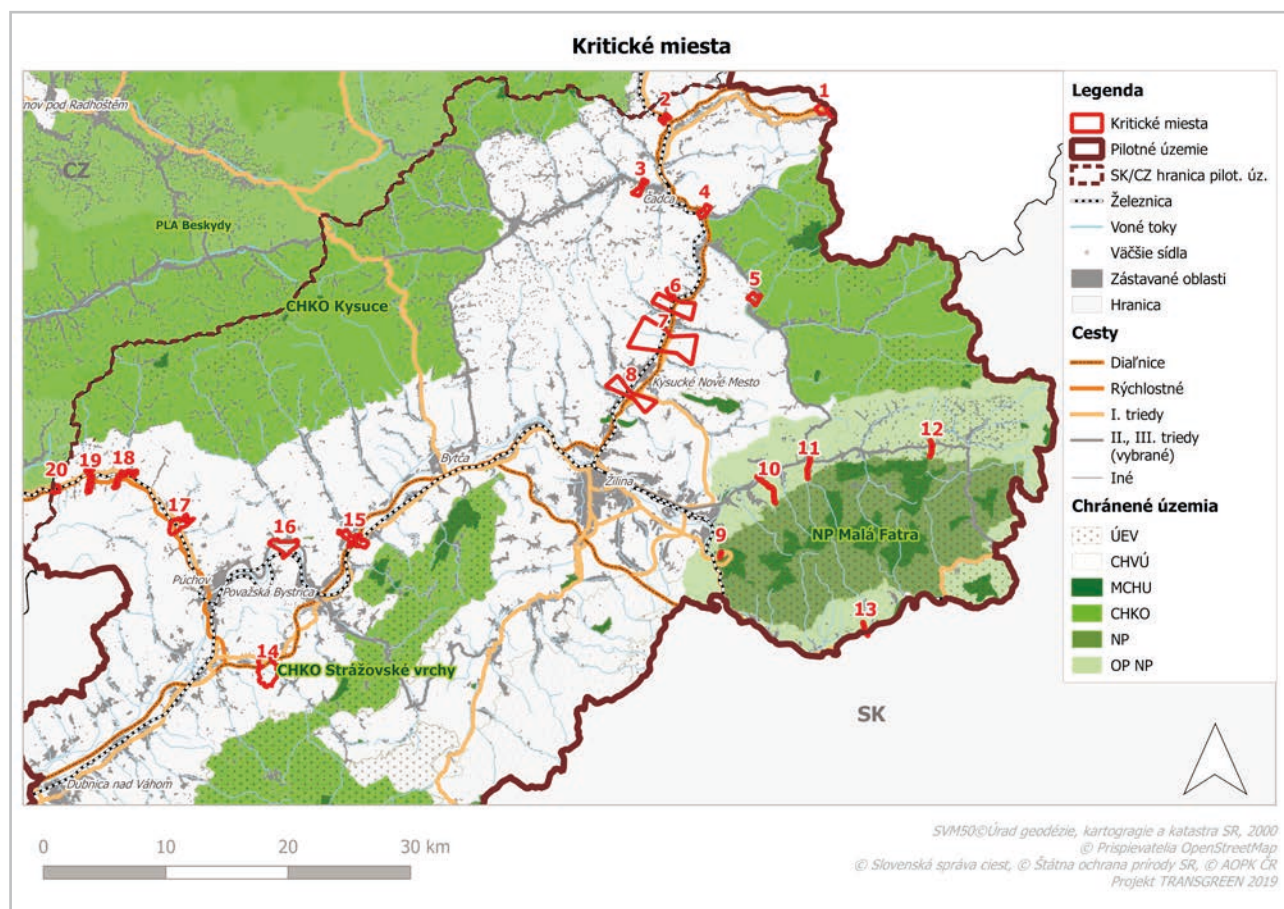 Kritické miesta
nov pod Radhoštěm
CZ
PLA Beskydy
CHKO Kysuce
2
1
3
Čadca
4
5
6
7
8
Kysucké Nové Mesto
Bytča
Žilina
12
11
10
9
NP Malá Fatra
13
20
19
18
17
16
15
Púchov
Považská Bystrica
14
CHKO Strážovské vrchy
Dubnica nad Váhom
SK
Legenda
Kritické miesta
Pilotné územie
SK/CZ hranica pilot. úz.
Železnica
Voné toky
Väčšie sídla
Zástavané oblasti
Hranica
Cesty
Diaľnice
Rýchlostné
I. triedy
II., III. triedy
(vybrané)
Iné
Chránené územia
ÚEV
CHVÚ
MCHU
CHKO
NP
OP NP
0 10 20 30 km
SVM50©Úrad geodézie, kartogragie a katastra SR, 2000
© Prispievatelia OpenStreetMap
© Slovenská správa ciest, © Štátna ochrana prírody SR, © AOPK ČR
Projekt TRANSGREEN 2019